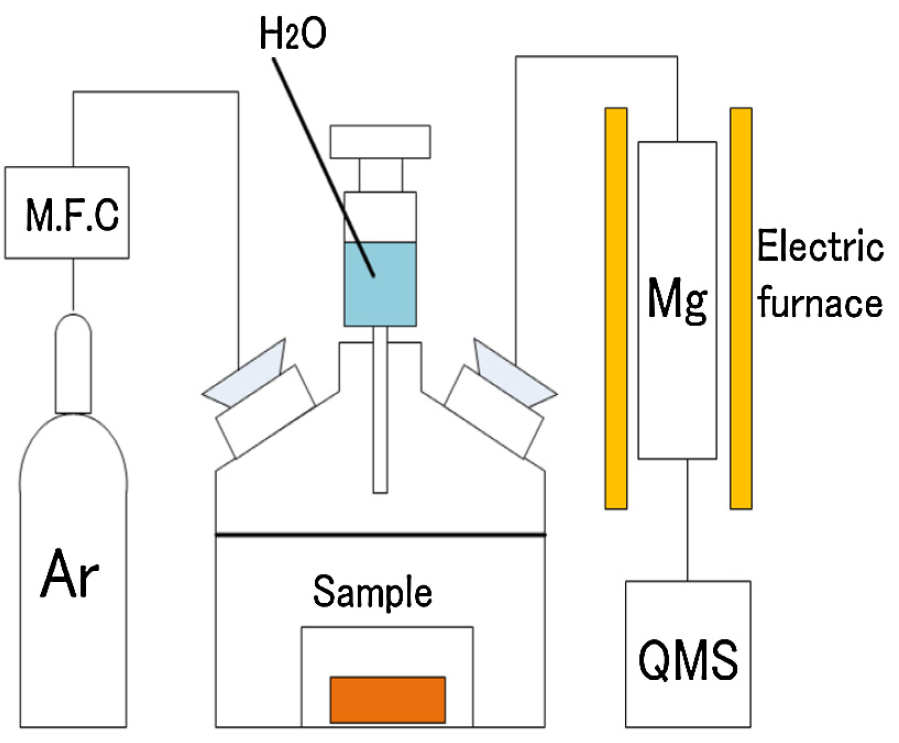 H2O
M.F.C
Electric
furnace
Mg
Ar
Sample
QMS